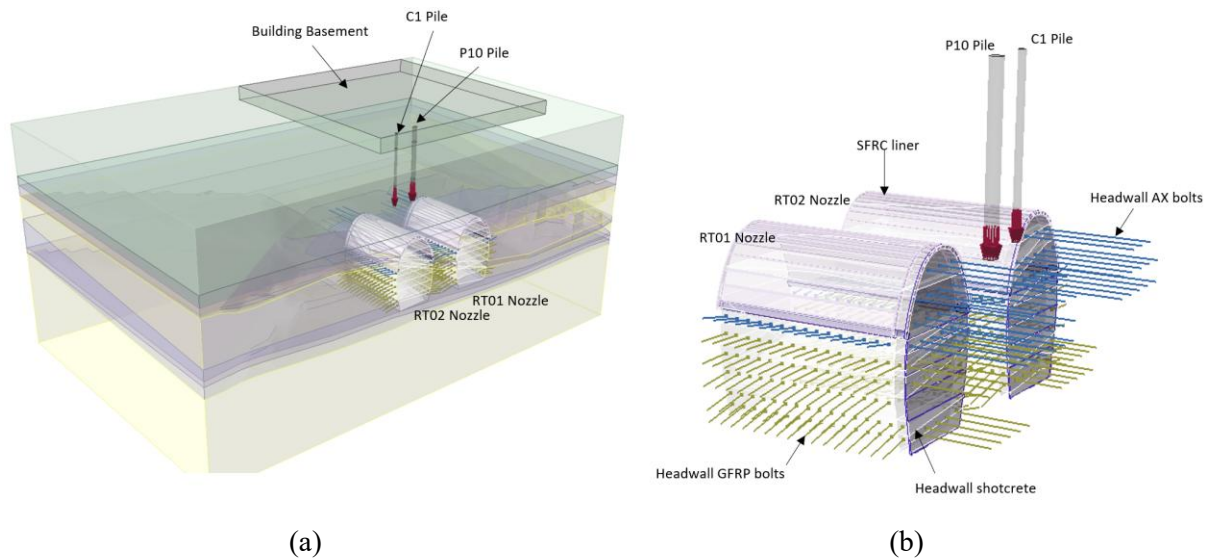 C1 Pile
Building Basement
P10 Pile
RT01 Nozzle
RT02 Nozzle
(a)
C1 Pile
P10 Pile
SFRC liner
RT02 Nozzle
Headwall AX bolts
RT01 Nozzle
Headwall GFRP bolts
Headwall shotcrete
(b)